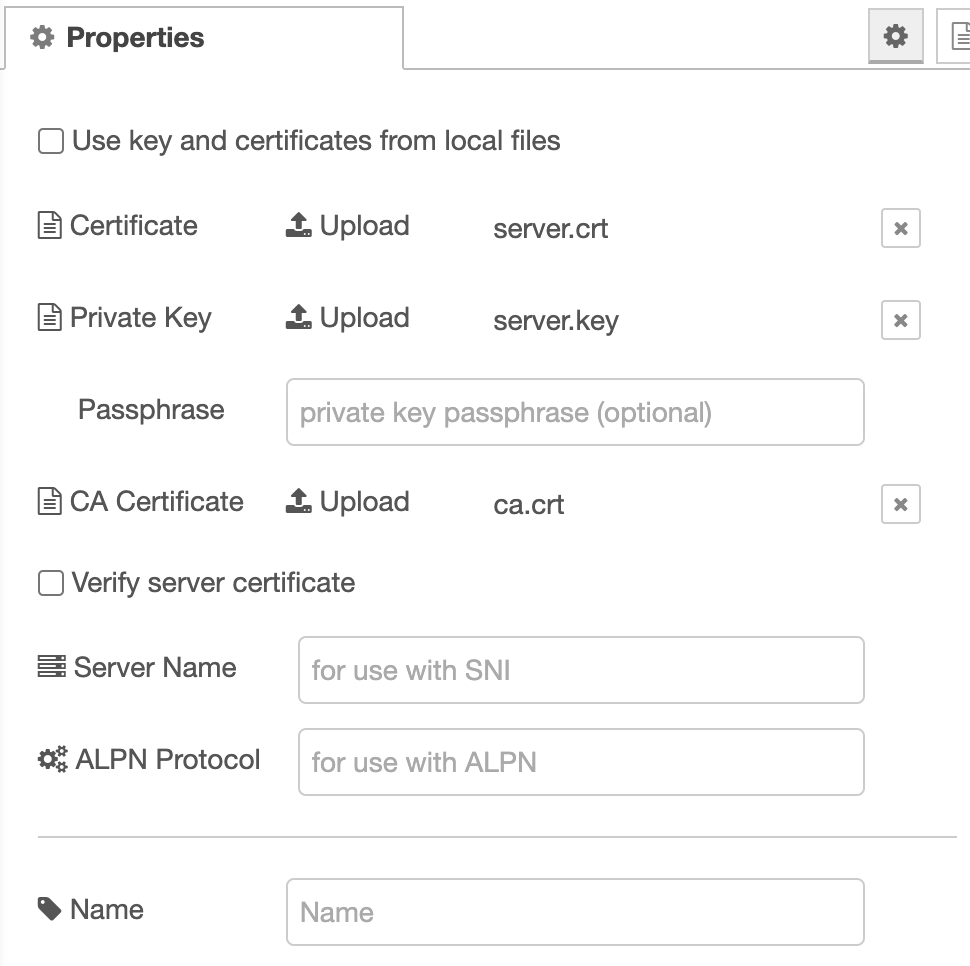 Properties
Use key and certificates from local files
Certificate Upload server.crt
Private Key Upload server.key
Passphrase private key passphrase (optional)
CA Certificate Upload ca.crt
Verify server certificate
Server Name for use with SNI
ALPN Protocol for use with ALPN
Name Name